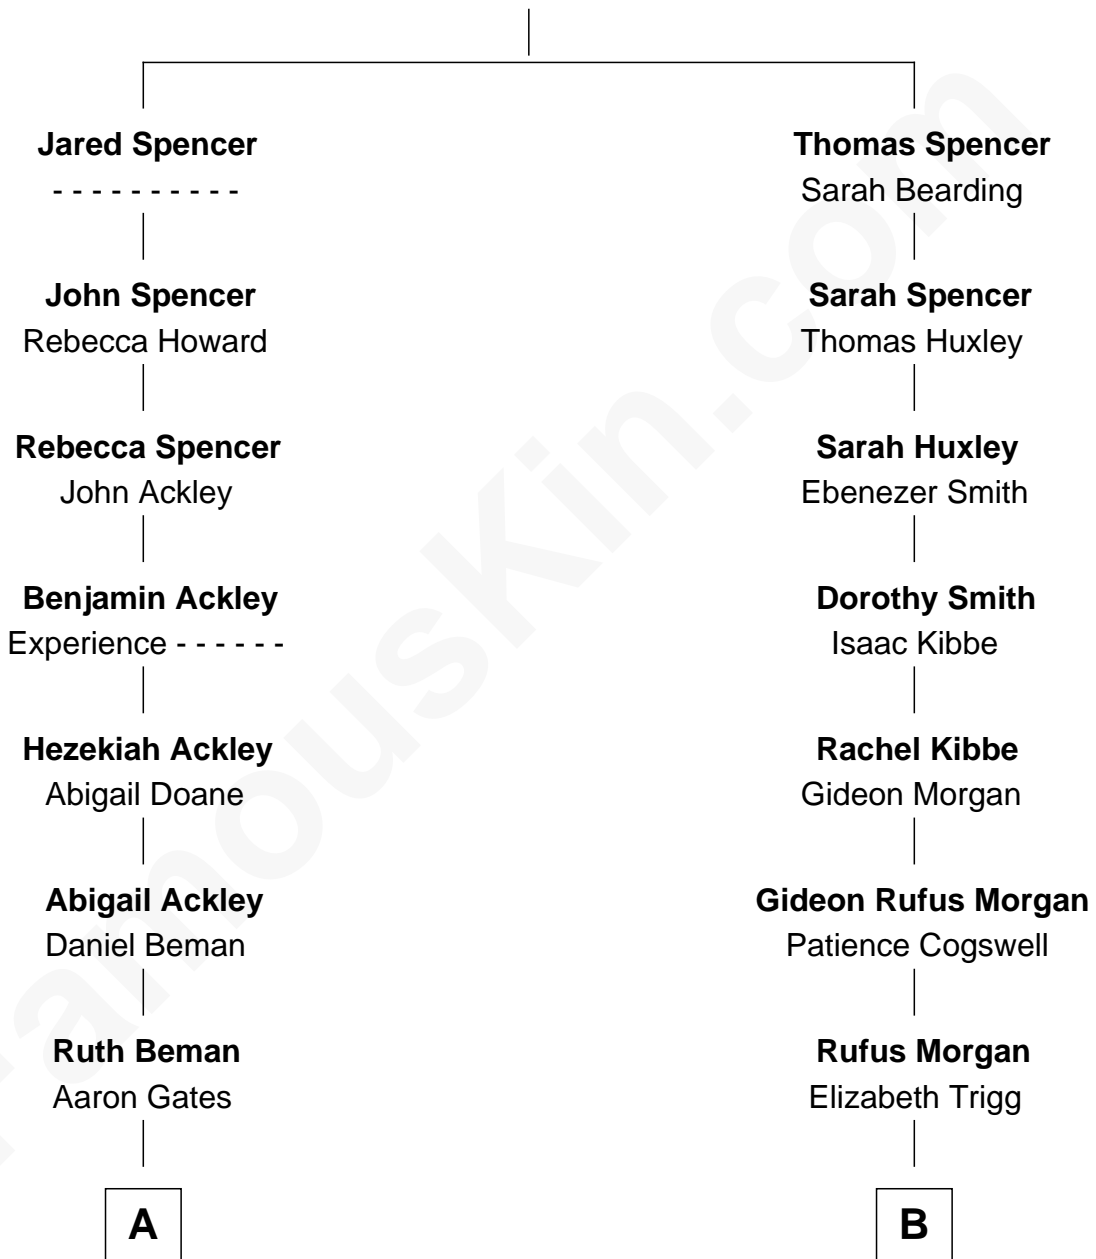 Jared Spencer
- - - - - - - - - -
John Spencer
Rebecca Howard
Rebecca Spencer
John Ackley
Benjamin Ackley
Experience - - - - - -
Hezekiah Ackley
Abigail Doane
Abigail Ackley
Daniel Beman
Ruth Beman
Aaron Gates
A
Thomas Spencer
Sarah Bearding
Sarah Spencer
Thomas Huxley
Sarah Huxley
Ebenezer Smith
Dorothy Smith
Isaac Kibbe
Rachel Kibbe
Gideon Morgan
Gideon Rufus Morgan
Patience Cogswell
Rufus Morgan
Elizabeth Trigg
B
FamousKin.com